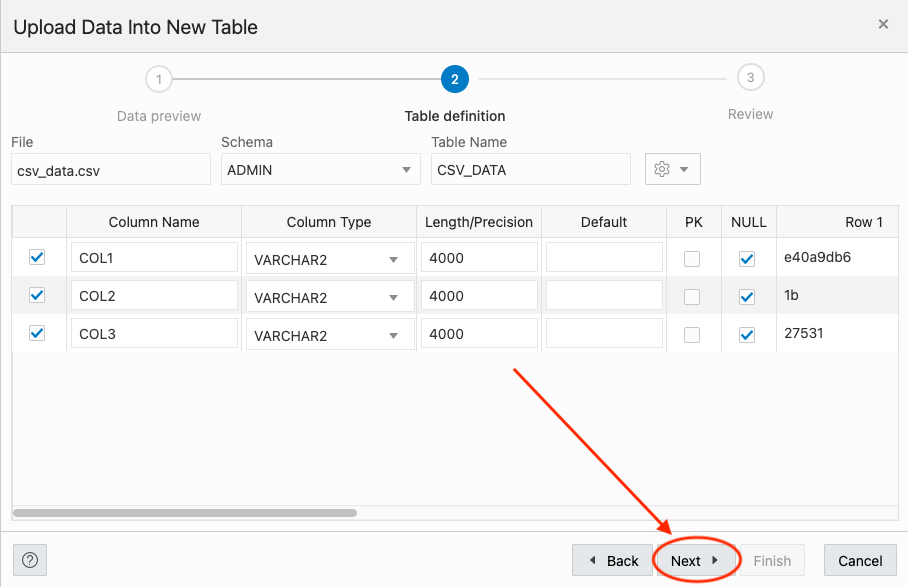 Upload Data Into New Table
1 2 3
Data preview Table definition Review
File Schema Table Name
csv_data.csv ADMIN CSV_DATA
Column Name Column Type Length/Precision Default PK NULL Row 1
COL1 VARCHAR2 4000 e40a9db6
COL2 VARCHAR2 4000 1b
COL3 VARCHAR2 4000 27531
? Back Next Finish Cancel